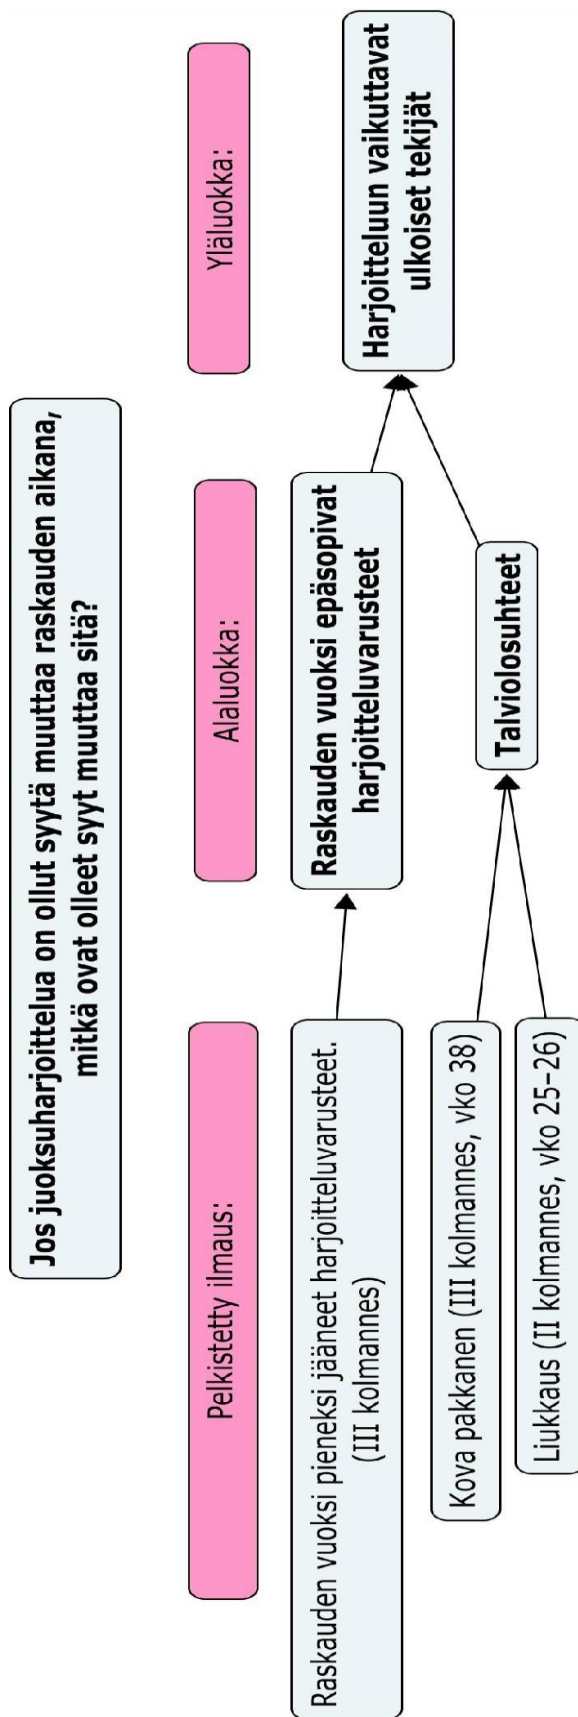 Jos juoksuharjoittelua on ollut syytä muuttaa raskauden aikana,
mitkä ovat olleet syyt muuttaa sitä?
Pelkistetty ilmaus:
Alaluokka:
Yläluokka:
Raskauden vuoksi pieneksi jääneet harjoitteluvarusteet.
(III kolmannes)
Raskauden vuoksi epäsopivat
harjoitteluvarusteet
Harjoitteluun vaikuttavat
ulkoiset tekijät
Kova pakkanen (III kolmannes, vko 38)
Talviolosuhteet
Liukkaus (II kolmannes, vko 25–26)